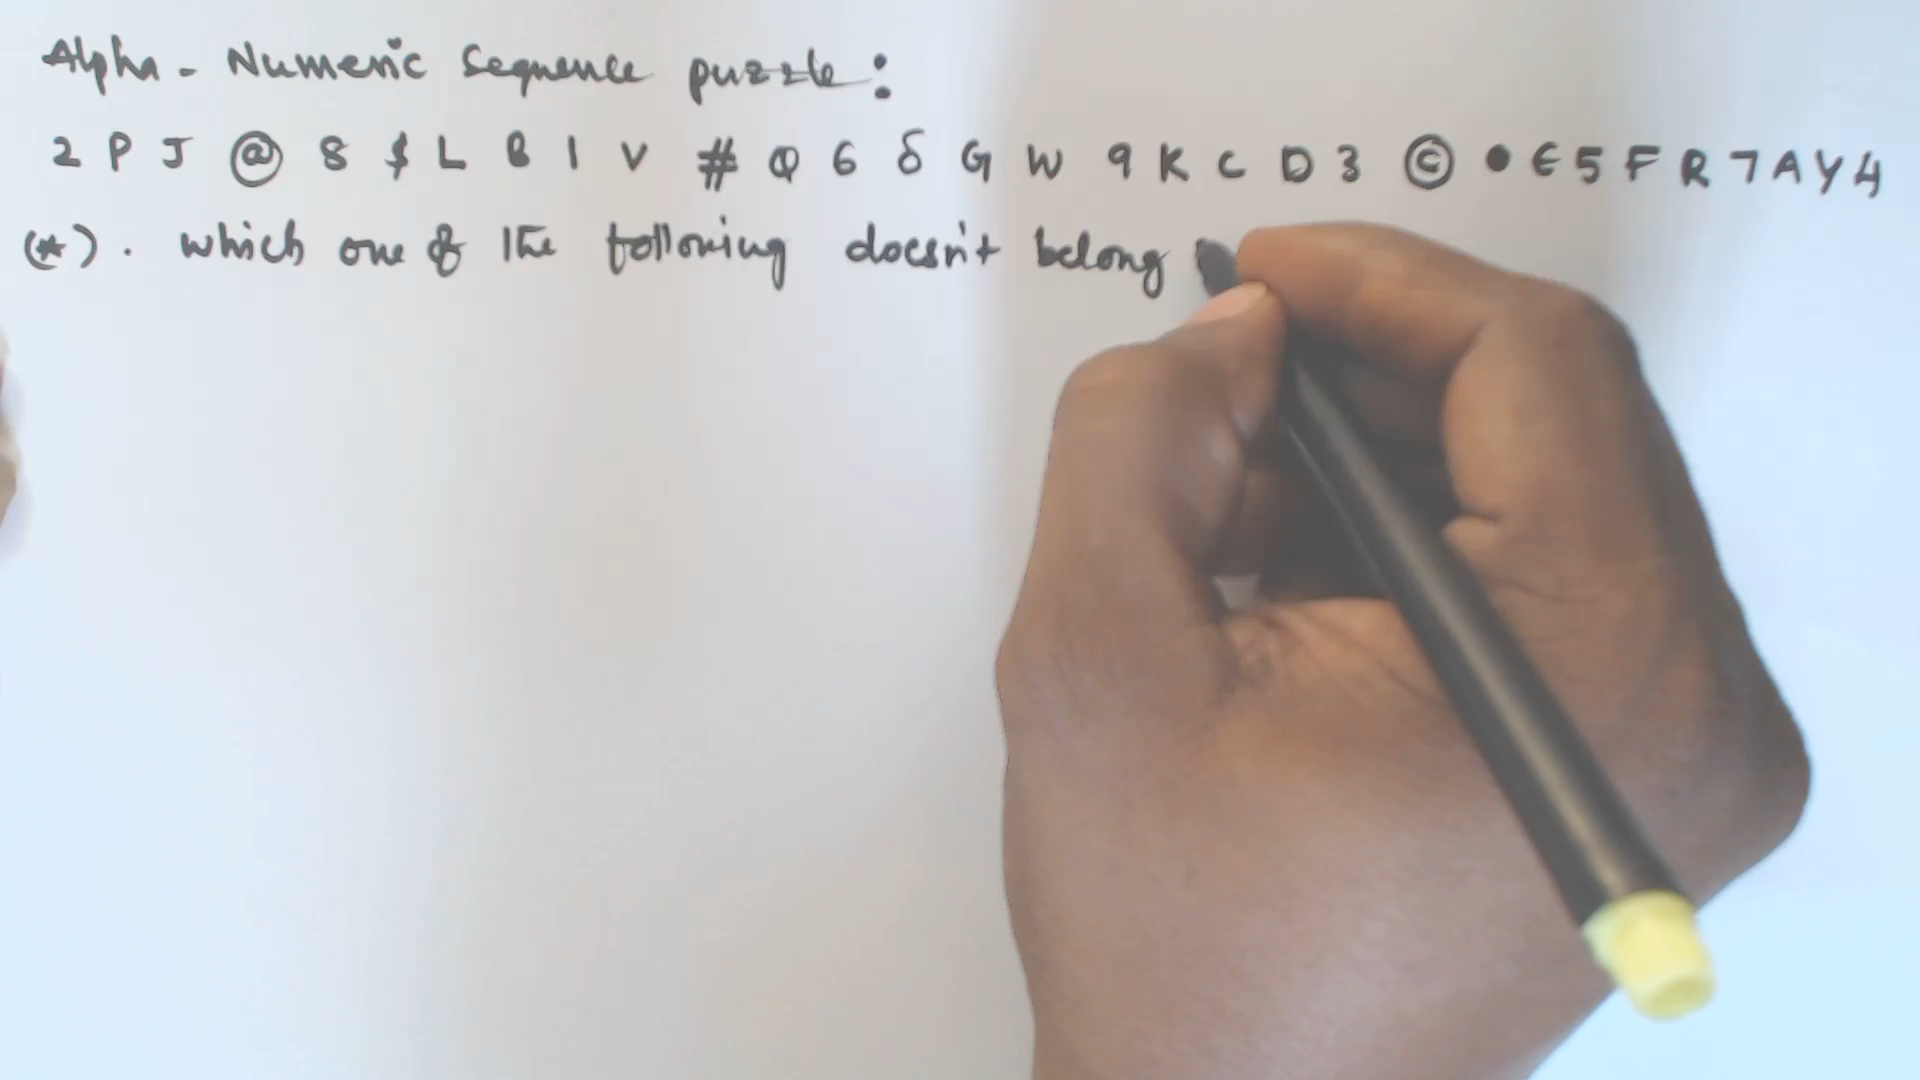 Alpha - Numeric Sequence puzzle:
2 P J @ 8 $ L B 1 V # Q 6 δ G W 9 K C D 3 © • E 5 F R 7 A Y 4
(*). which one of the following doesn't belong